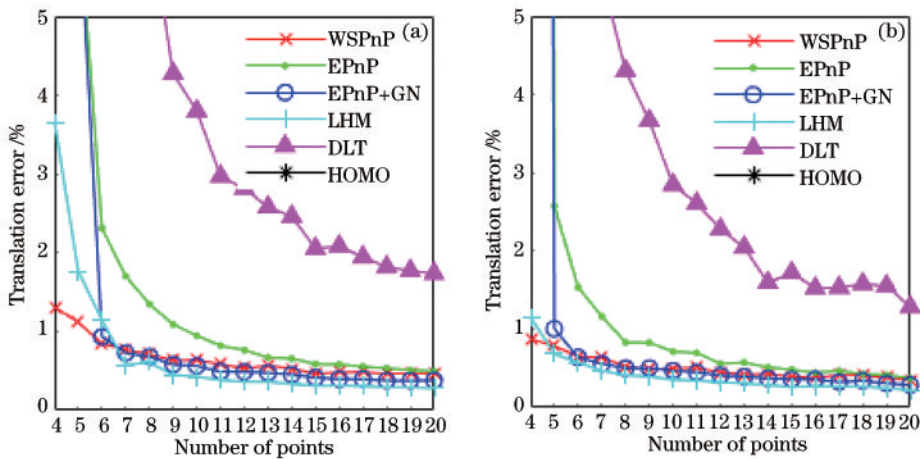 5
4
3
2
1
0
Translation error /%
(a)
WSPnP
EPnP
EPnP+GN
LHM
DLT
HOMO
4 5 6 7 8 9 10 11 12 13 14 15 16 17 18 19 20
Number of points
5
4
3
2
1
0
Translation error /%
(b)
WSPnP
EPnP
EPnP+GN
LHM
DLT
HOMO
4 5 6 7 8 9 10 11 12 13 14 15 16 17 18 19 20
Number of points